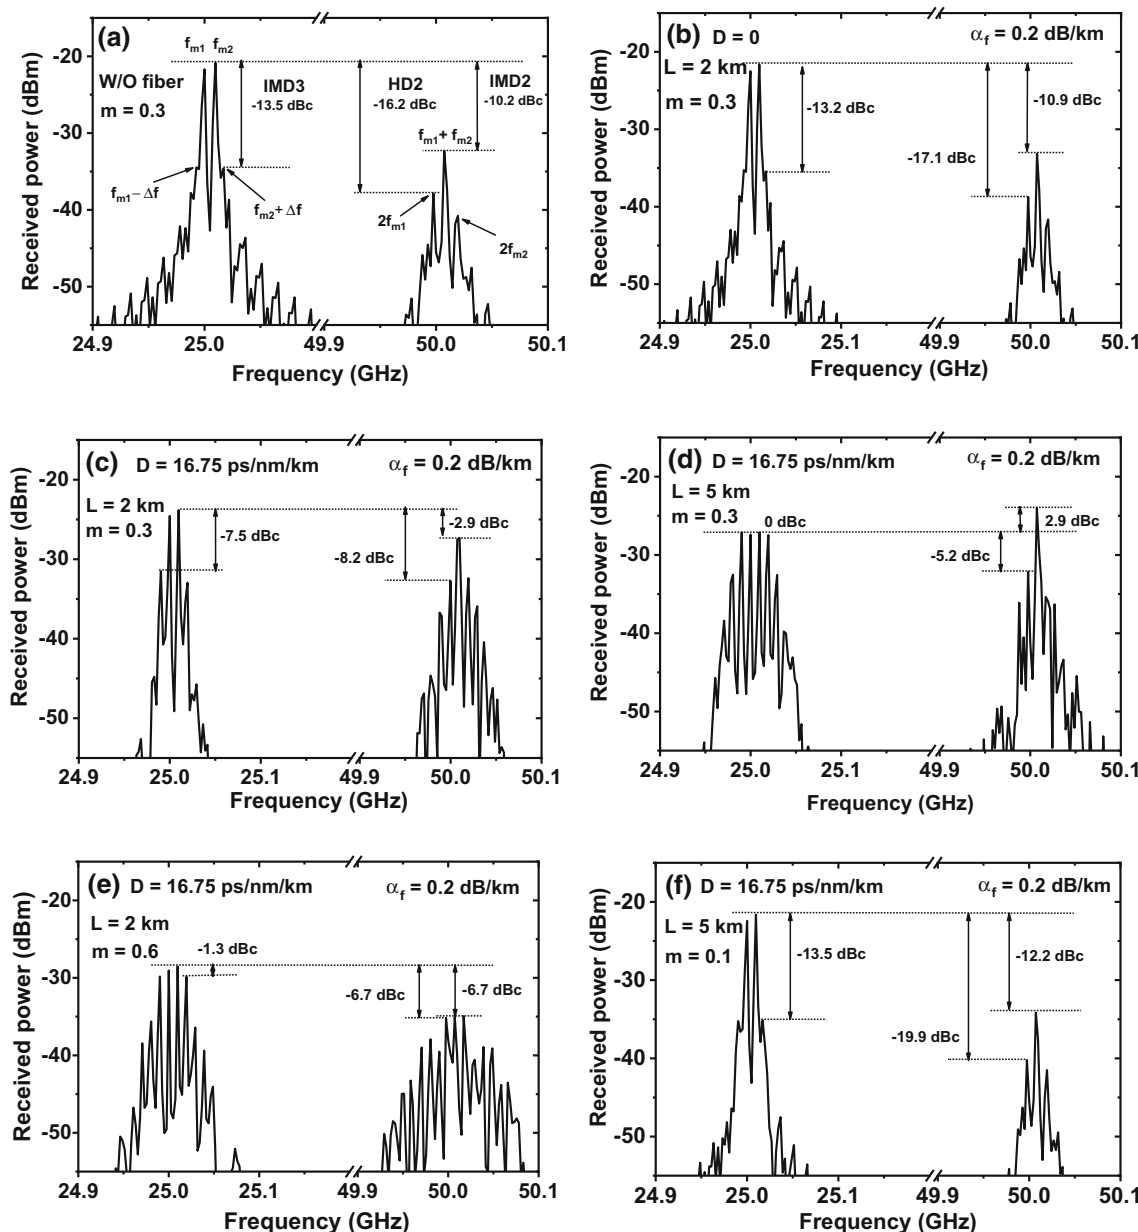 (a)
f_m1 f_m2
W/O fiber
m = 0.3
IMD3
-13.5 dBc
HD2
-16.2 dBc
IMD2
-10.2 dBc
f_m1 + f_m2
f_m1 − Δf
f_m2 + Δf
2f_m1
2f_m2
Received power (dBm)
-20
-30
-40
-50
24.9 25.0 49.9 50.0 50.1
Frequency (GHz)
(b)
D = 0
α_f = 0.2 dB/km
L = 2 km
m = 0.3
-13.2 dBc
-10.9 dBc
-17.1 dBc
Received power (dBm)
-20
-30
-40
-50
24.9 25.0 25.1 49.9 50.0 50.1
Frequency (GHz)
(c) D = 16.75 ps/nm/km
α_f = 0.2 dB/km
L = 2 km
m = 0.3
-7.5 dBc
-8.2 dBc
-2.9 dBc
Received power (dBm)
-20
-30
-40
-50
24.9 25.0 25.1 49.9 50.0 50.1
Frequency (GHz)
(d) D = 16.75 ps/nm/km
α_f = 0.2 dB/km
L = 5 km
m = 0.3
0 dBc
2.9 dBc
-5.2 dBc
Received power (dBm)
-20
-30
-40
-50
24.9 25.0 25.1 49.9 50.0 50.1
Frequency (GHz)
(e) D = 16.75 ps/nm/km
α_f = 0.2 dB/km
L = 2 km
m = 0.6
-1.3 dBc
-6.7 dBc
-6.7 dBc
Received power (dBm)
-20
-30
-40
-50
24.9 25.0 25.1 49.9 50.0 50.1
Frequency (GHz)
(f) D = 16.75 ps/nm/km
α_f = 0.2 dB/km
L = 5 km
m = 0.1
-13.5 dBc
-12.2 dBc
-19.9 dBc
Received power (dBm)
-20
-30
-40
-50
24.9 25.0 25.1 49.9 50.0 50.1
Frequency (GHz)